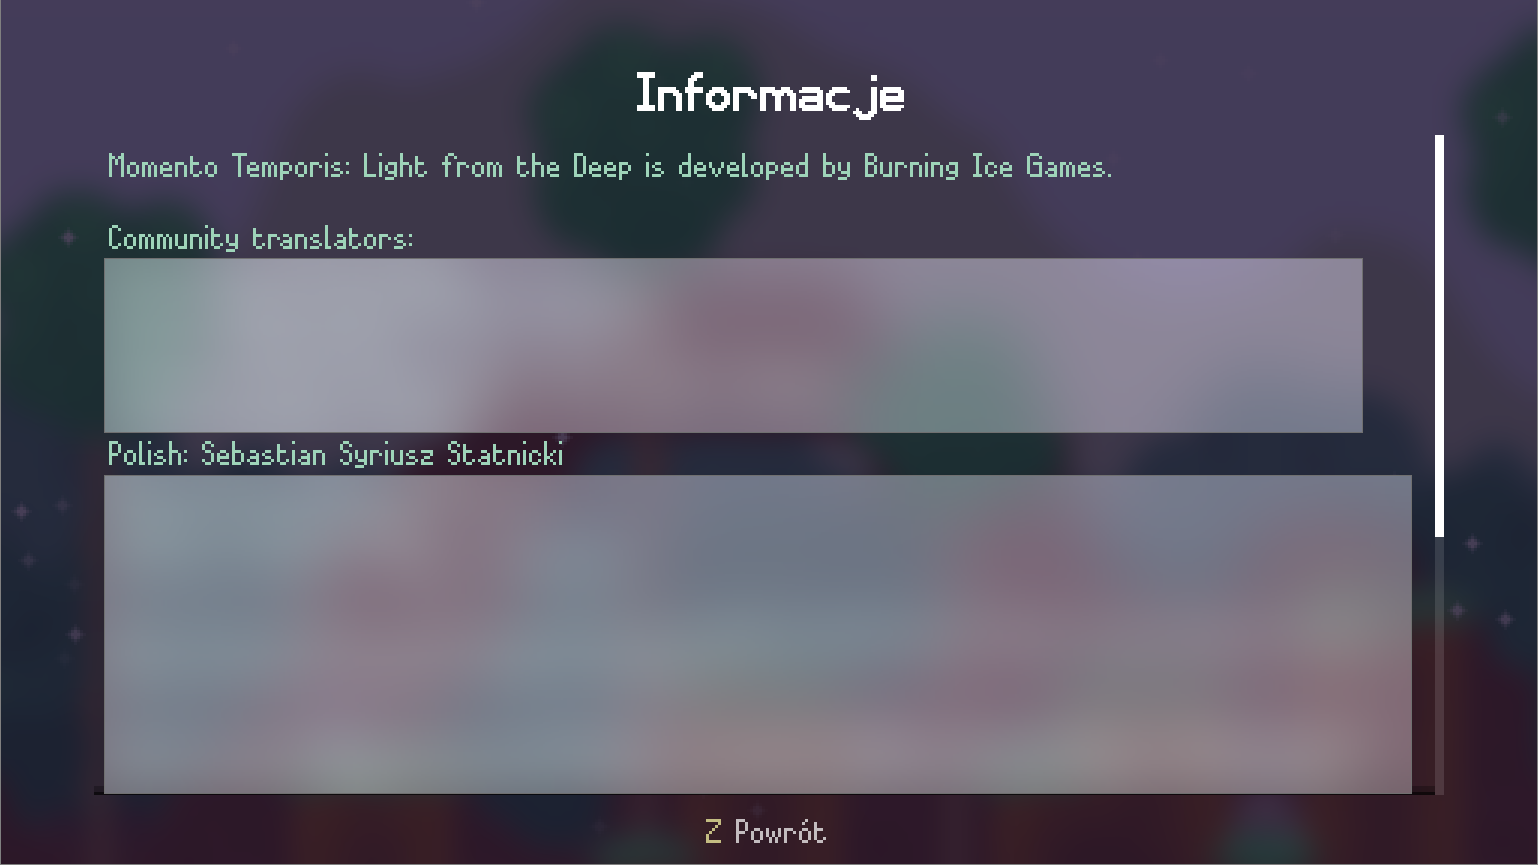 Informacje
Momento Temporis: Light from the Deep is developed by Burning Ice Games.
Community translators:
Polish: Sebastian Syriusz Statnicki
Z Powrót